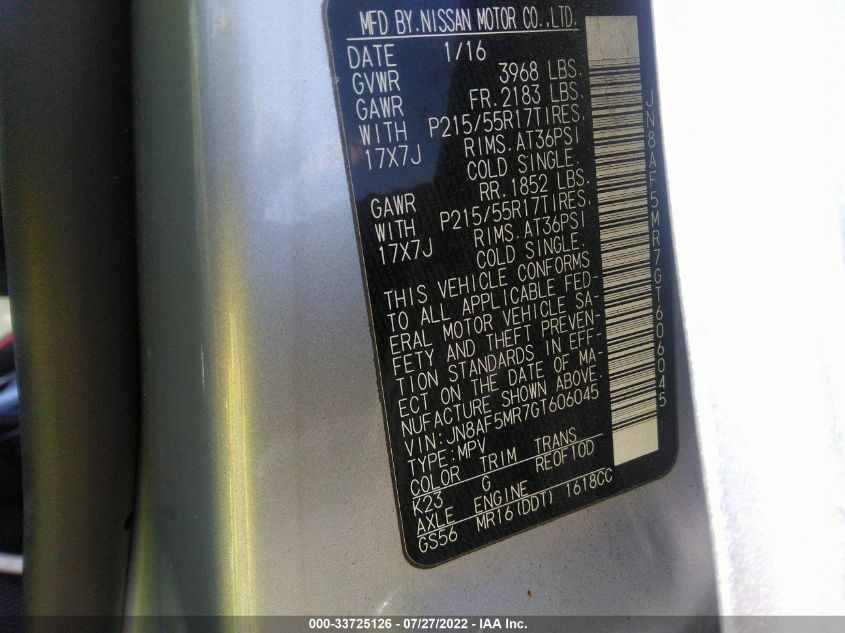 MFD BY.NISSAN MOTOR CO.,LTD.
DATE 1/16
GVWR 3968 LBS.
GAWR FR.2183 LBS.
WITH P215/55R17TIRES,
17X7J RIMS.AT36PSI
COLD SINGLE.
GAWR RR.1852 LBS.
WITH P215/55R17TIRES,
17X7J RIMS.AT36PSI
COLD SINGLE.
THIS VEHICLE CONFORMS
TO ALL APPLICABLE FED-
ERAL MOTOR VEHICLE SA-
FETY AND THEFT PREVEN-
TION STANDARDS IN EFF-
ECT ON THE DATE OF MA-
NUFACTURE SHOWN ABOVE.
VIN:JN8AF5MR7GT606045
TYPE:MPV
COLOR TRIM TRANS
K23 G RE0F10D
AXLE ENGINE
GS56 MR16(DDT) 1618CC
JN8AF5MR7GT606045
000-33725126 - 07/27/2022 - IAA Inc.